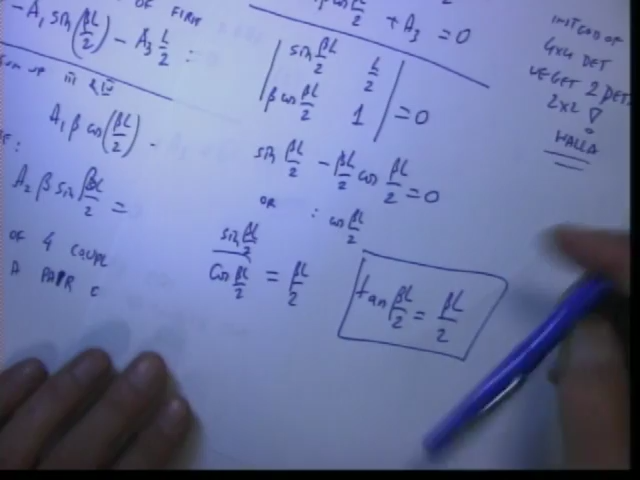 OF FIRST
-A₁ sin(βL/2) - A₃ L/2 :
A₁ β cos(βL/2) -
A₂ β sin βL/2 =
OF 4 COUPL
A PAIR
+ A₃ = 0
| sin βL/2 L/2 |
| β cos βL/2 1 | = 0
sin βL/2 - βL/2 cos βL/2 = 0
OR : cos βL/2
sin βL/2 / cos βL/2 = βL/2
tan βL/2 = βL/2
INSTEAD OF
4x4 DET
WE GET 2 DETS
2x2 !